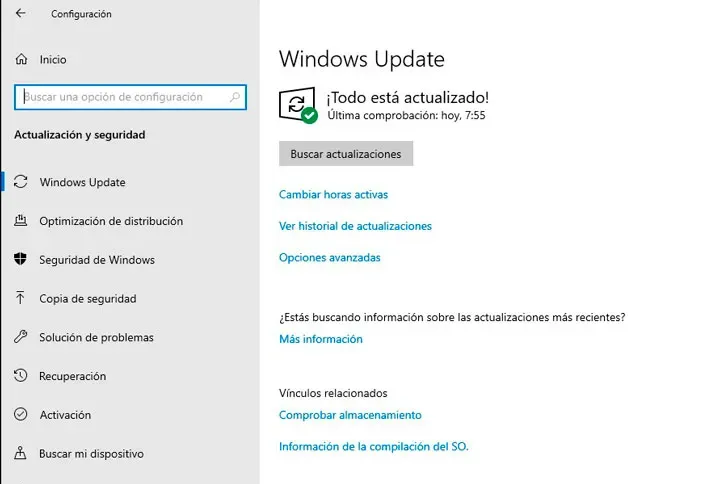 Configuración
Inicio
Buscar una opción de configuración
Actualización y seguridad
Windows Update
Optimización de distribución
Seguridad de Windows
Copia de seguridad
Solución de problemas
Recuperación
Activación
Buscar mi dispositivo
Windows Update
¡Todo está actualizado!
Última comprobación: hoy, 7:55
Buscar actualizaciones
Cambiar horas activas
Ver historial de actualizaciones
Opciones avanzadas
¿Estás buscando información sobre las actualizaciones más recientes?
Más información
Vínculos relacionados
Comprobar almacenamiento
Información de la compilación del SO.